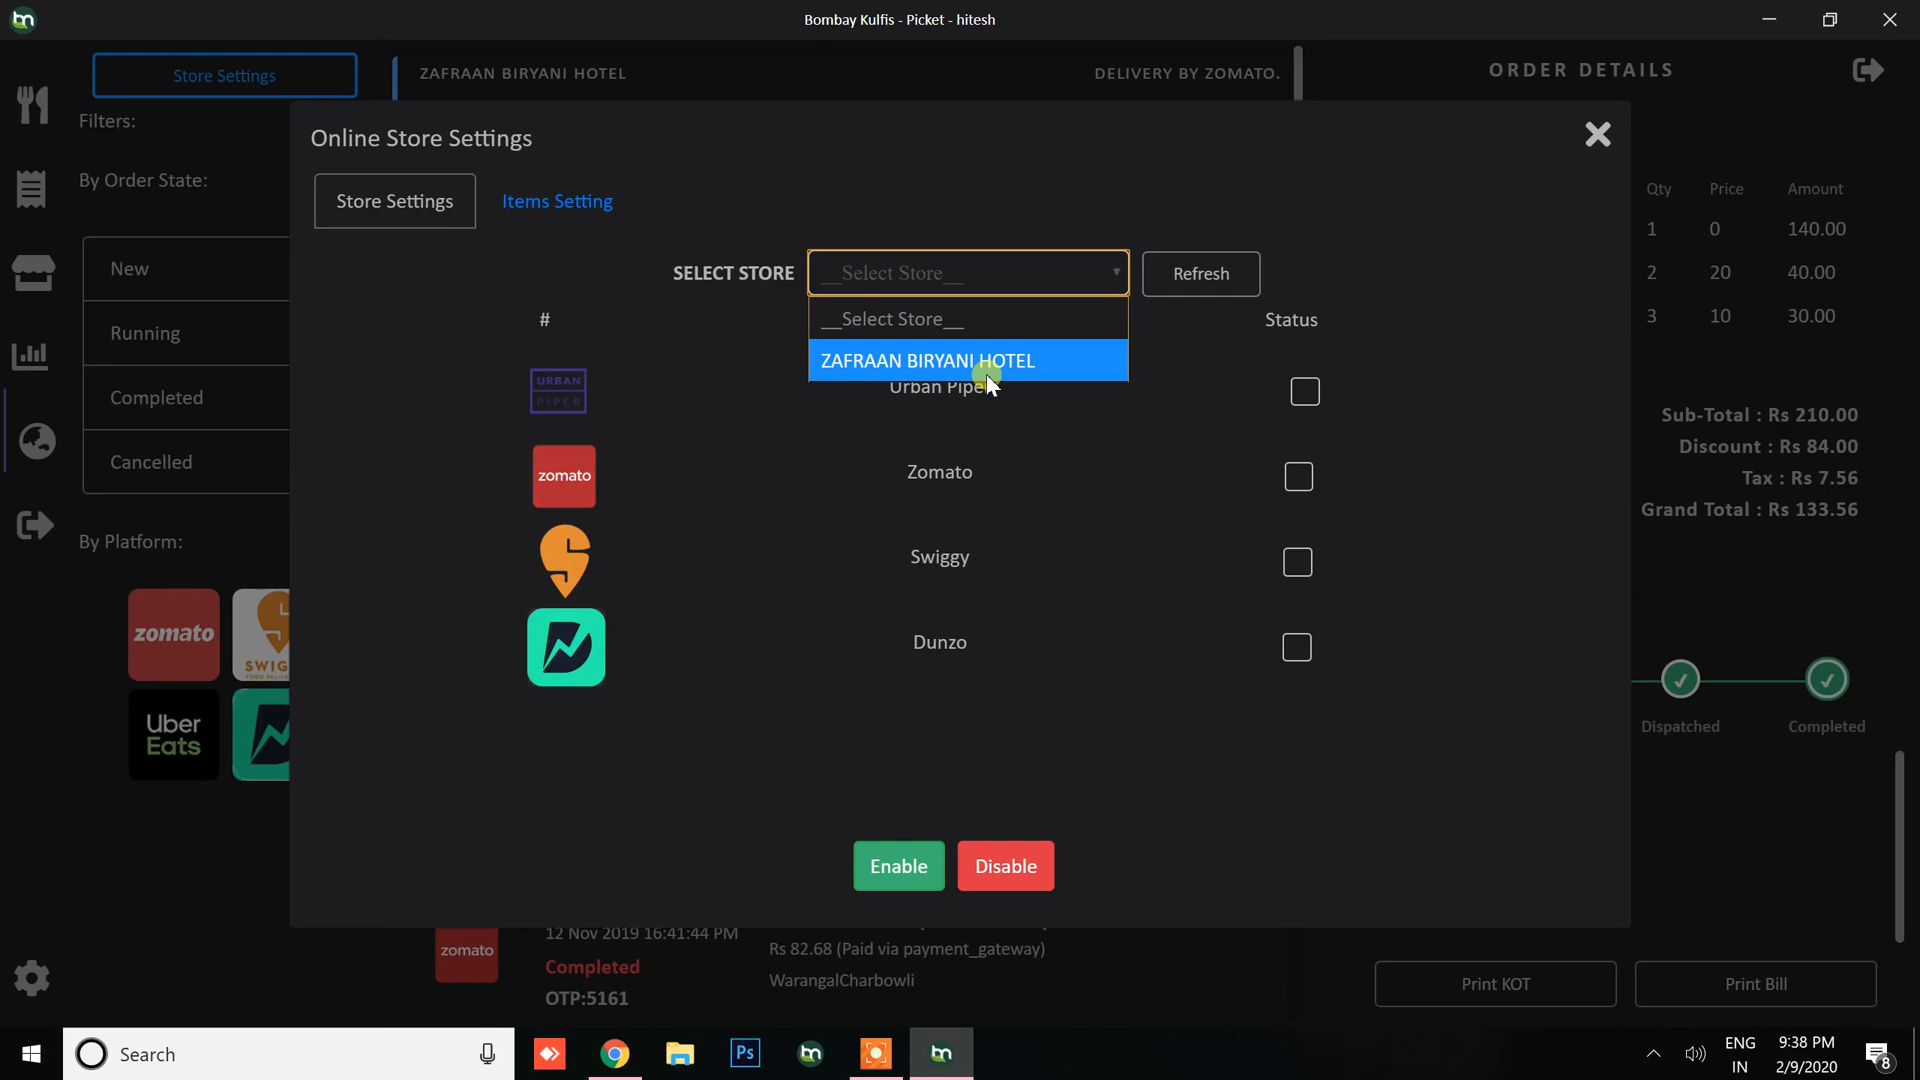 Bombay Kulfis - Picket - hitesh
Store Settings
ZAFRAAN BIRYANI HOTEL
DELIVERY BY ZOMATO.
ORDER DETAILS
Filters:
By Order State:
New
Running
Completed
Cancelled
By Platform:
zomato
SWIG
Uber
Eats
Online Store Settings
Store Settings
Items Setting
SELECT STORE
__Select Store__
Refresh
__Select Store__
ZAFRAAN BIRYANI HOTEL
#
Status
URBAN
PIPER
Urban Piper
zomato
Zomato
Swiggy
Dunzo
Enable
Disable
Qty Price Amount
1 0 140.00
2 20 40.00
3 10 30.00
Sub-Total : Rs 210.00
Discount : Rs 84.00
Tax : Rs 7.56
Grand Total : Rs 133.56
Dispatched
Completed
zomato
12 Nov 2019 16:41:44 PM
Completed
OTP:5161
Rs 82.68 (Paid via payment_gateway)
WarangalCharbowli
Print KOT
Print Bill
Search
Ps
bn
bn
ENG
IN
9:38 PM
2/9/2020
8